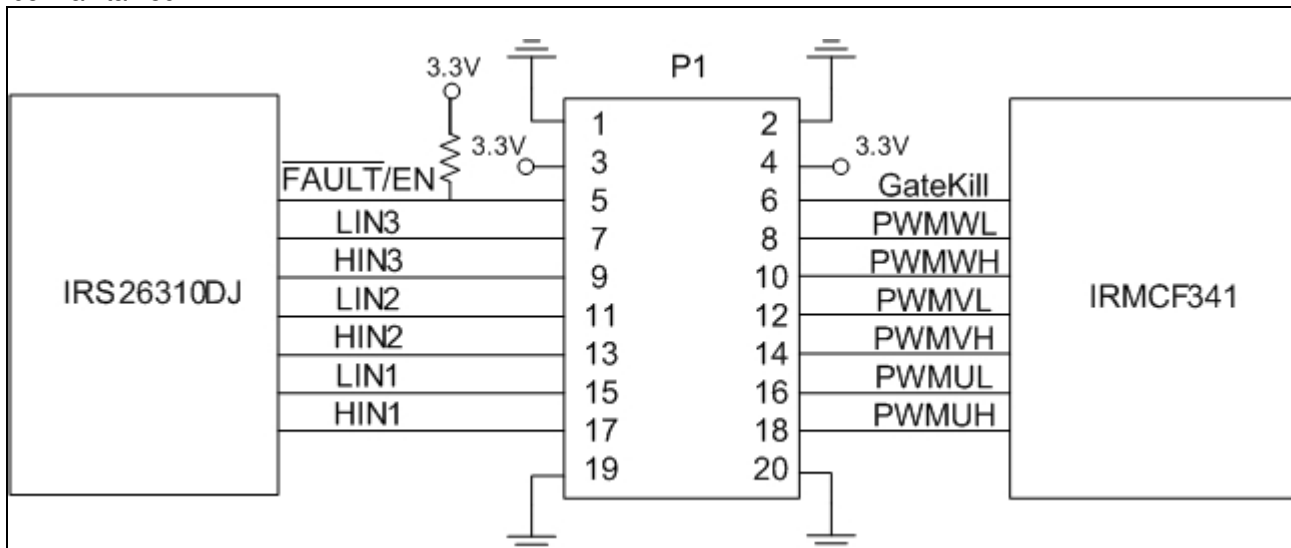 P1
3.3V
1 2
3.3V 3 4 3.3V
FAULT/EN 5 6 GateKill
LIN3 7 8 PWMWL
HIN3 9 10 PWMWH
IRS26310DJ LIN2 11 12 PWMVL IRMCF341
HIN2 13 14 PWMVH
LIN1 15 16 PWMUL
HIN1 17 18 PWMUH
19 20